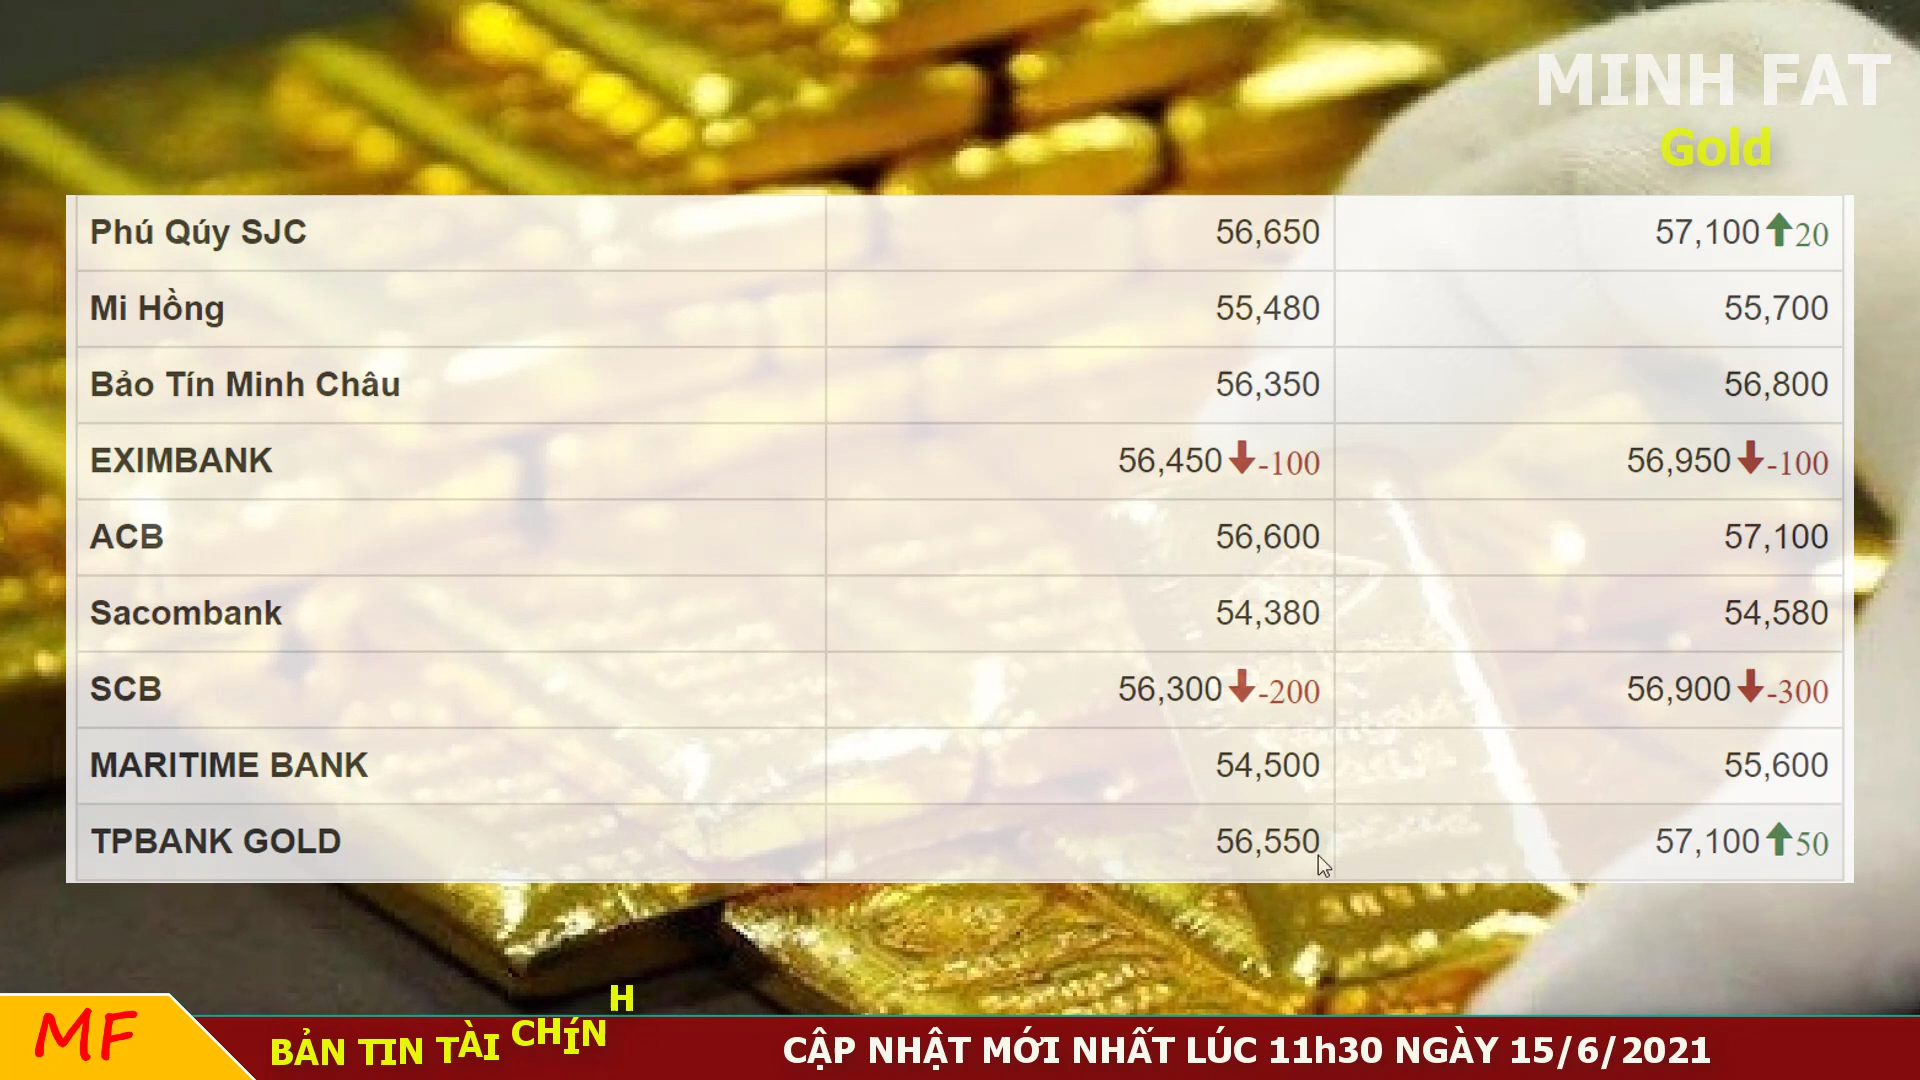 MINH FAT
Gold
Phú Qúy SJC 56,650 57,100 20
Mi Hồng 55,480 55,700
Bảo Tín Minh Châu 56,350 56,800
EXIMBANK 56,450 -100 56,950 -100
ACB 56,600 57,100
Sacombank 54,380 54,580
SCB 56,300 -200 56,900 -300
MARITIME BANK 54,500 55,600
TPBANK GOLD 56,550 57,100 50
MF
BẢN TIN TÀI CHÍNH
CẬP NHẬT MỚI NHẤT LÚC 11h30 NGÀY 15/6/2021